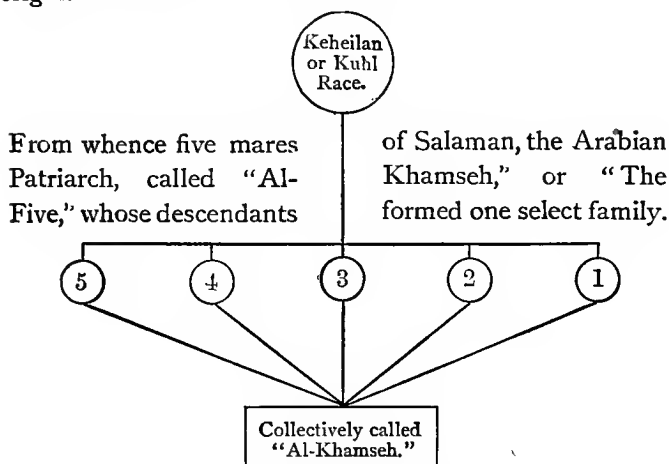 Keheilan
or Kuhl
Race.
From whence five mares of Salaman, the Arabian
Patriarch, called "Al- Khamseh," or "The
Five," whose descendants formed one select family.
5 4 3 2 1
Collectively called
"Al-Khamseh."